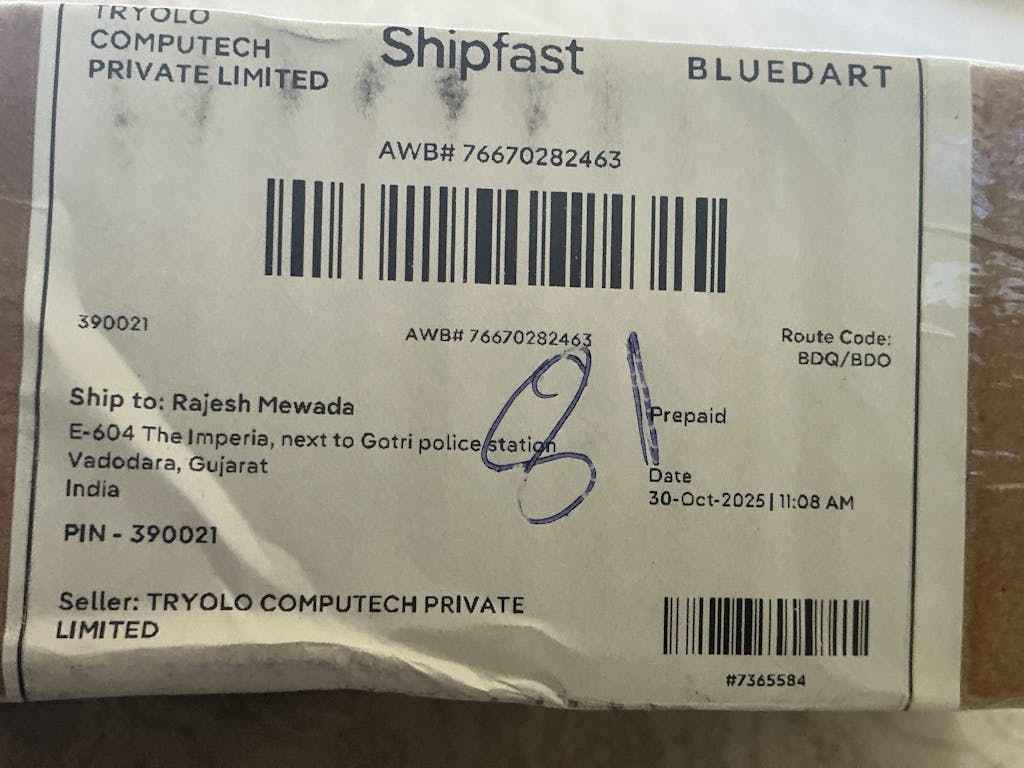 TRYOLO
COMPUTECH
PRIVATE LIMITED
Shipfast
BLUEDART
AWB# 76670282463
390021
AWB# 76670282463
Route Code:
BDQ/BDO
Ship to: Rajesh Mewada
E-604 The Imperia, next to Gotri police station
Vadodara, Gujarat
India
PIN - 390021
81
Prepaid
Date
30-Oct-2025| 11:08 AM
Seller: TRYOLO COMPUTECH PRIVATE
LIMITED
#7365584